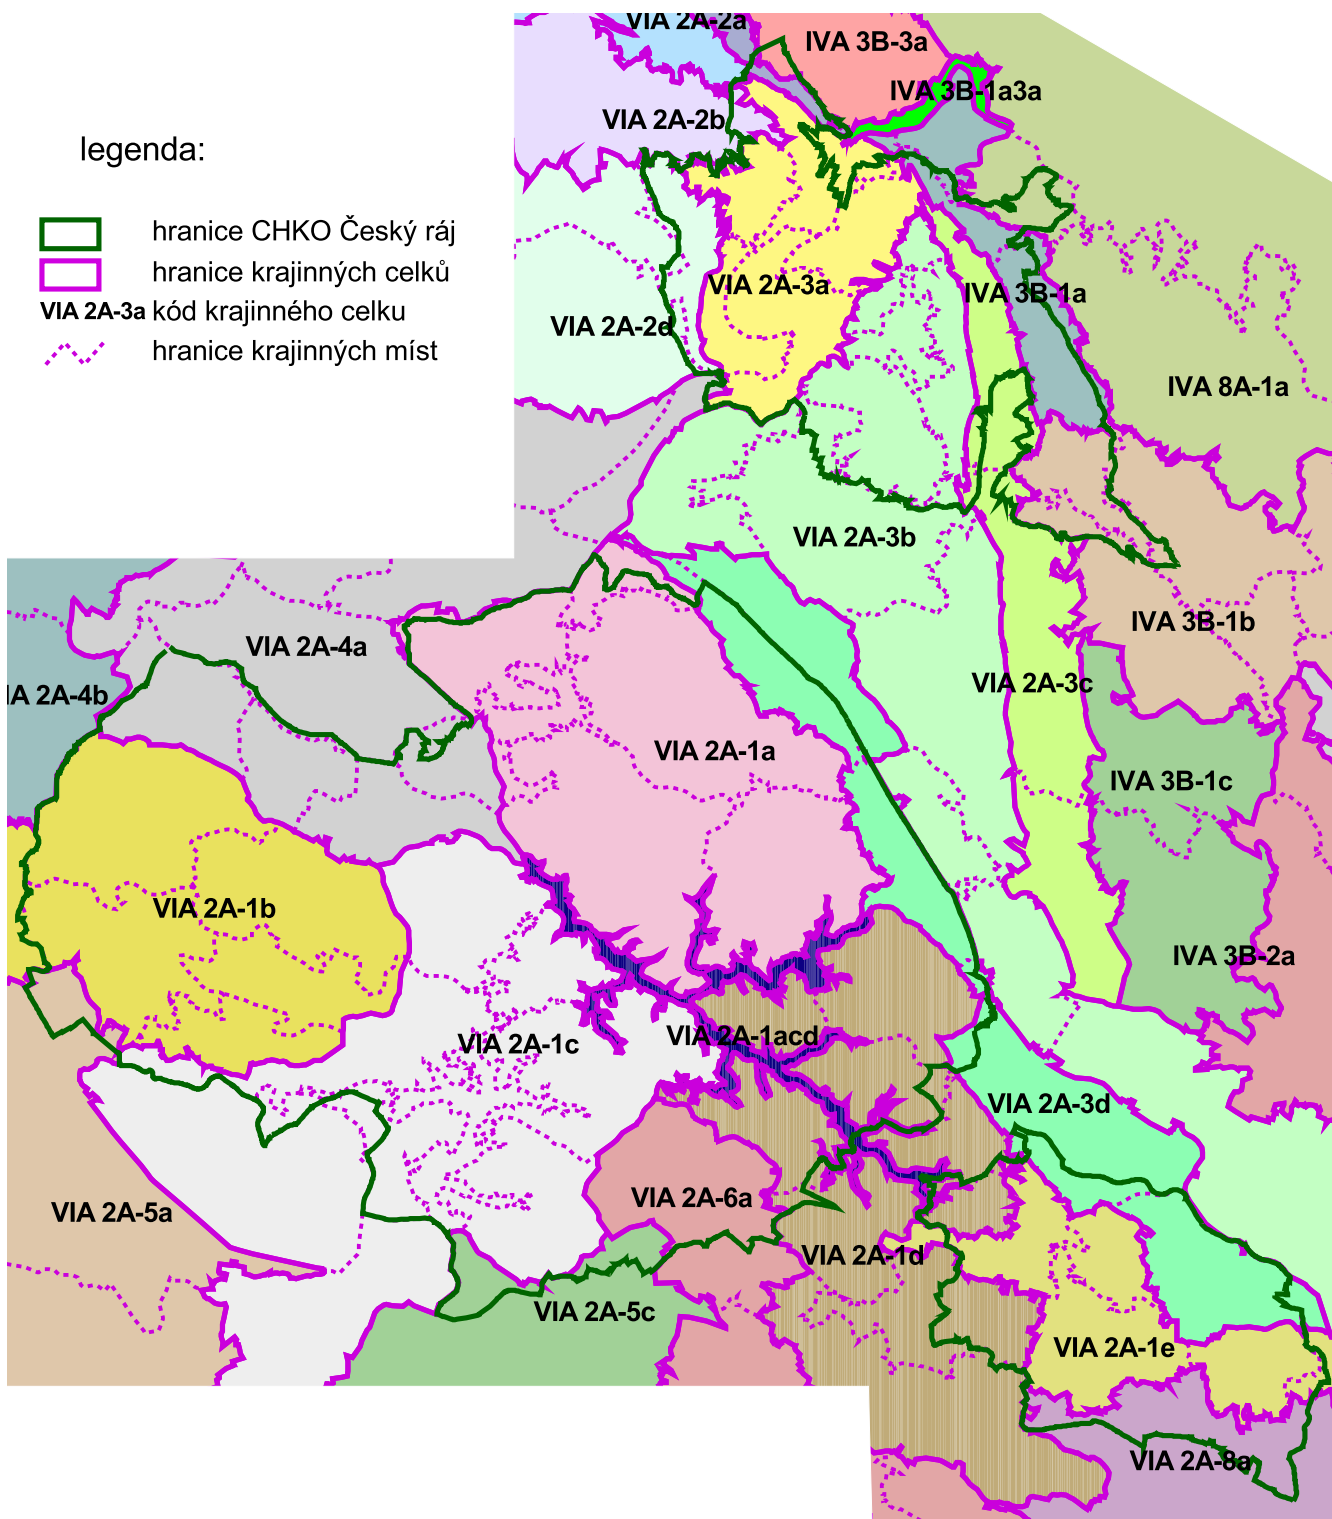 VIA 2A-2a
IVA 3B-3a
IVA 3B-1a3a
VIA 2A-2b
legenda:
hranice CHKO Český ráj
hranice krajinných celků
VIA 2A-3a kód krajinného celku
hranice krajinných míst
VIA 2A-3a
IVA 3B-1a
VIA 2A-2d
IVA 8A-1a
VIA 2A-3b
IVA 3B-1b
VIA 2A-4a
VIA 2A-3c
IA 2A-4b
VIA 2A-1a
IVA 3B-1c
VIA 2A-1b
IVA 3B-2a
VIA 2A-1acd
VIA 2A-1c
VIA 2A-3d
VIA 2A-6a
VIA 2A-5a
VIA 2A-1d
VIA 2A-5c
VIA 2A-1e
VIA 2A-8a